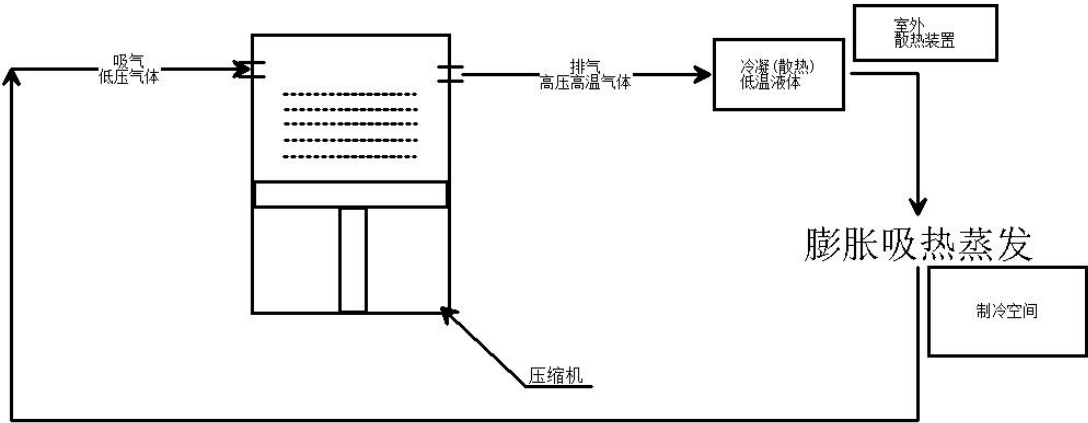 吸气
低压气体
排气
高压高温气体
冷凝(散热)
低温液体
室外
散热装置
膨胀吸热蒸发
制冷空间
压缩机